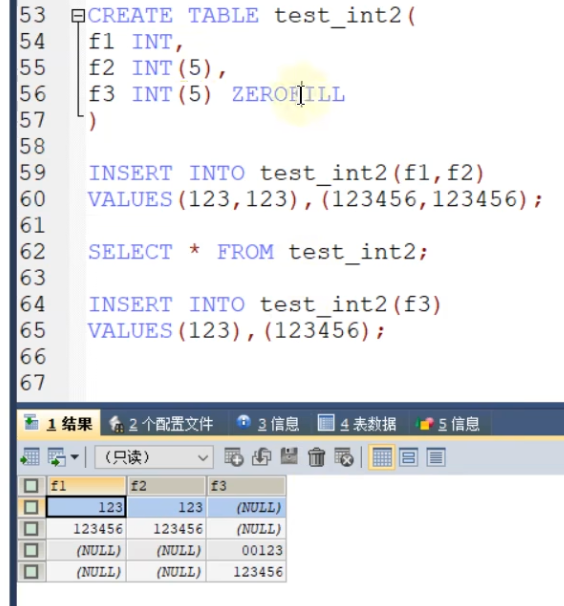 53 CREATE TABLE test_int2(
54 f1 INT,
55 f2 INT(5),
56 f3 INT(5) ZEROFILL
57 )
58
59 INSERT INTO test_int2(f1,f2)
60 VALUES(123,123),(123456,123456);
61
62 SELECT * FROM test_int2;
63
64 INSERT INTO test_int2(f3)
65 VALUES(123),(123456);
66
67
1 结果 2 个配置文件 3 信息 4 表数据 5 信息
（只读）
f1 f2 f3
123 123 (NULL)
123456 123456 (NULL)
(NULL) (NULL) 00123
(NULL) (NULL) 123456